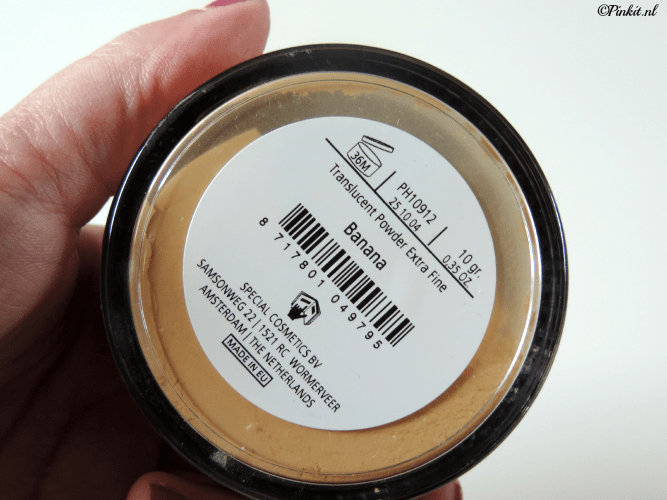 ©Pinkit.nl
36M
PH10912
25.10.04
10 gr.
0.35 OZ.
Translucent Powder Extra Fine
Banana
8 717801 049795
SPECIAL COSMETICS BV
SAMSONWEG 22 | 1521 RC WORMERVEER
AMSTERDAM | THE NETHERLANDS
MADE IN EU